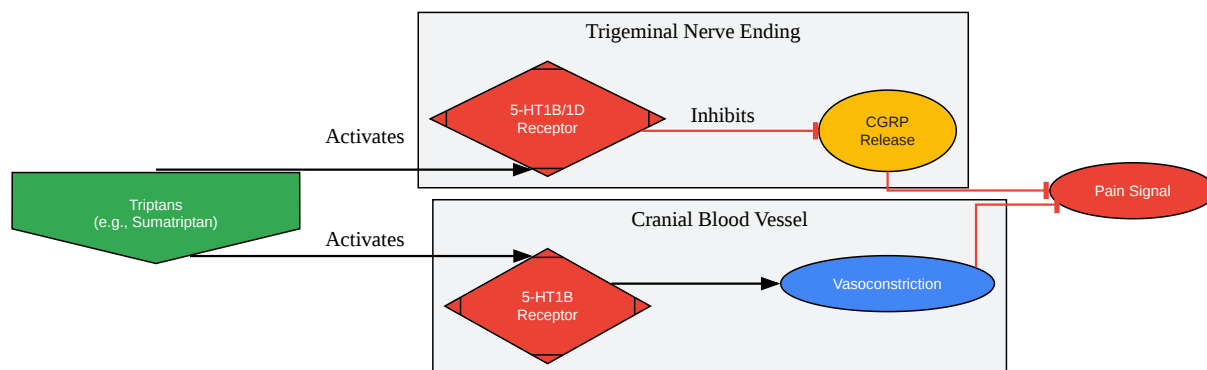 Trigeminal Nerve Ending
5-HT1B/1D
Receptor
Inhibits
CGRP
Release
Activates
Triptans
(e.g., Sumatriptan)
Pain Signal
Cranial Blood Vessel
Activates
5-HT1B
Receptor
Vasoconstriction